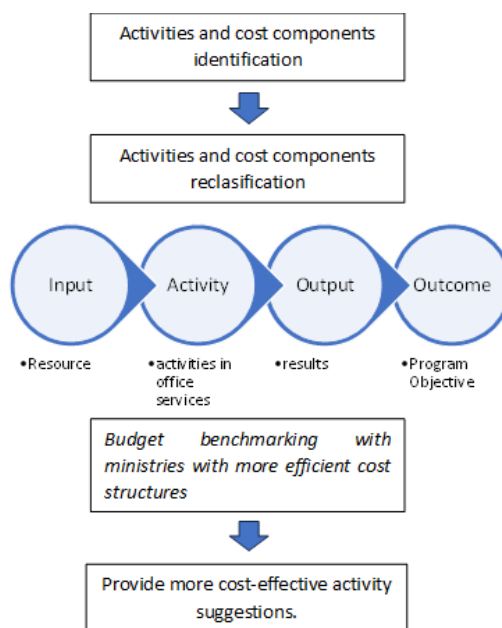 Activities and cost components
identification
Activities and cost components
reclasification
Input
Activity
Output
Outcome
•Resource
•activities in
office
services
•results
•Program
Objective
Budget benchmarking with
ministries with more efficient cost
structures
Provide more cost-effective activity
suggestions.